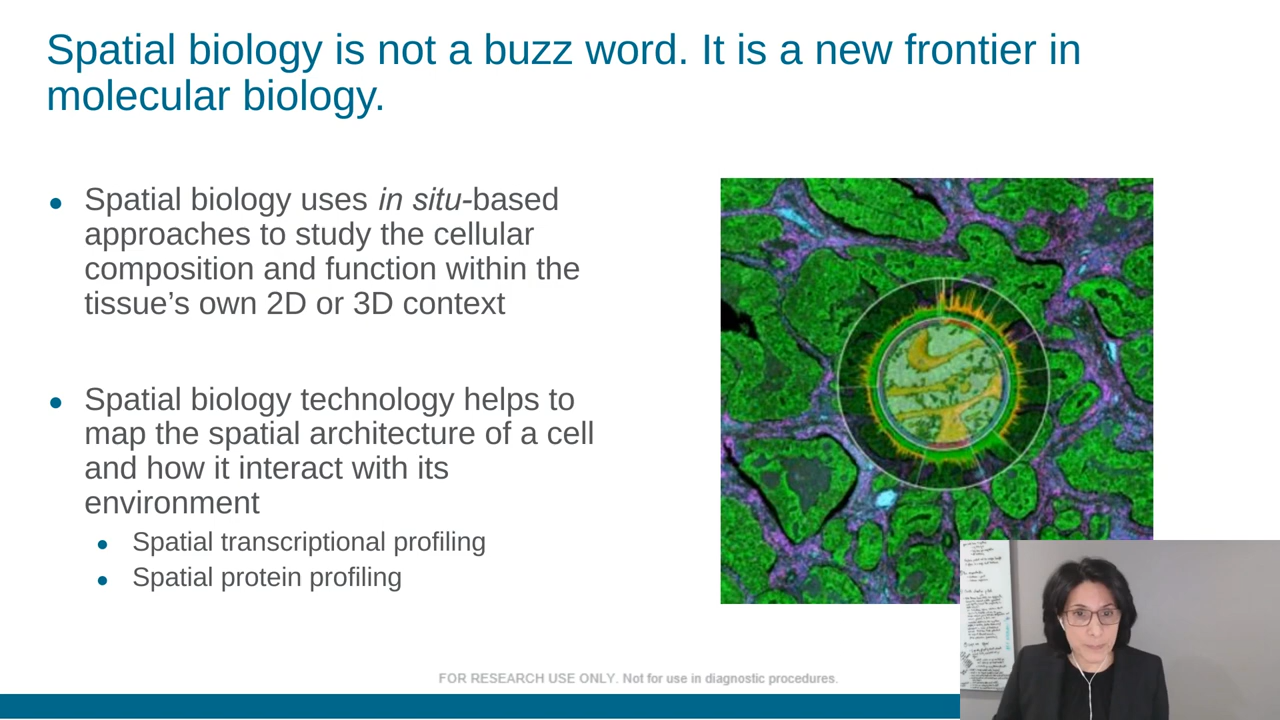 Spatial biology is not a buzz word. It is a new frontier in
molecular biology.
• Spatial biology uses in situ-based
approaches to study the cellular
composition and function within the
tissue’s own 2D or 3D context
• Spatial biology technology helps to
map the spatial architecture of a cell
and how it interact with its
environment
• Spatial transcriptional profiling
• Spatial protein profiling
FOR RESEARCH USE ONLY. Not for use in diagnostic procedures.